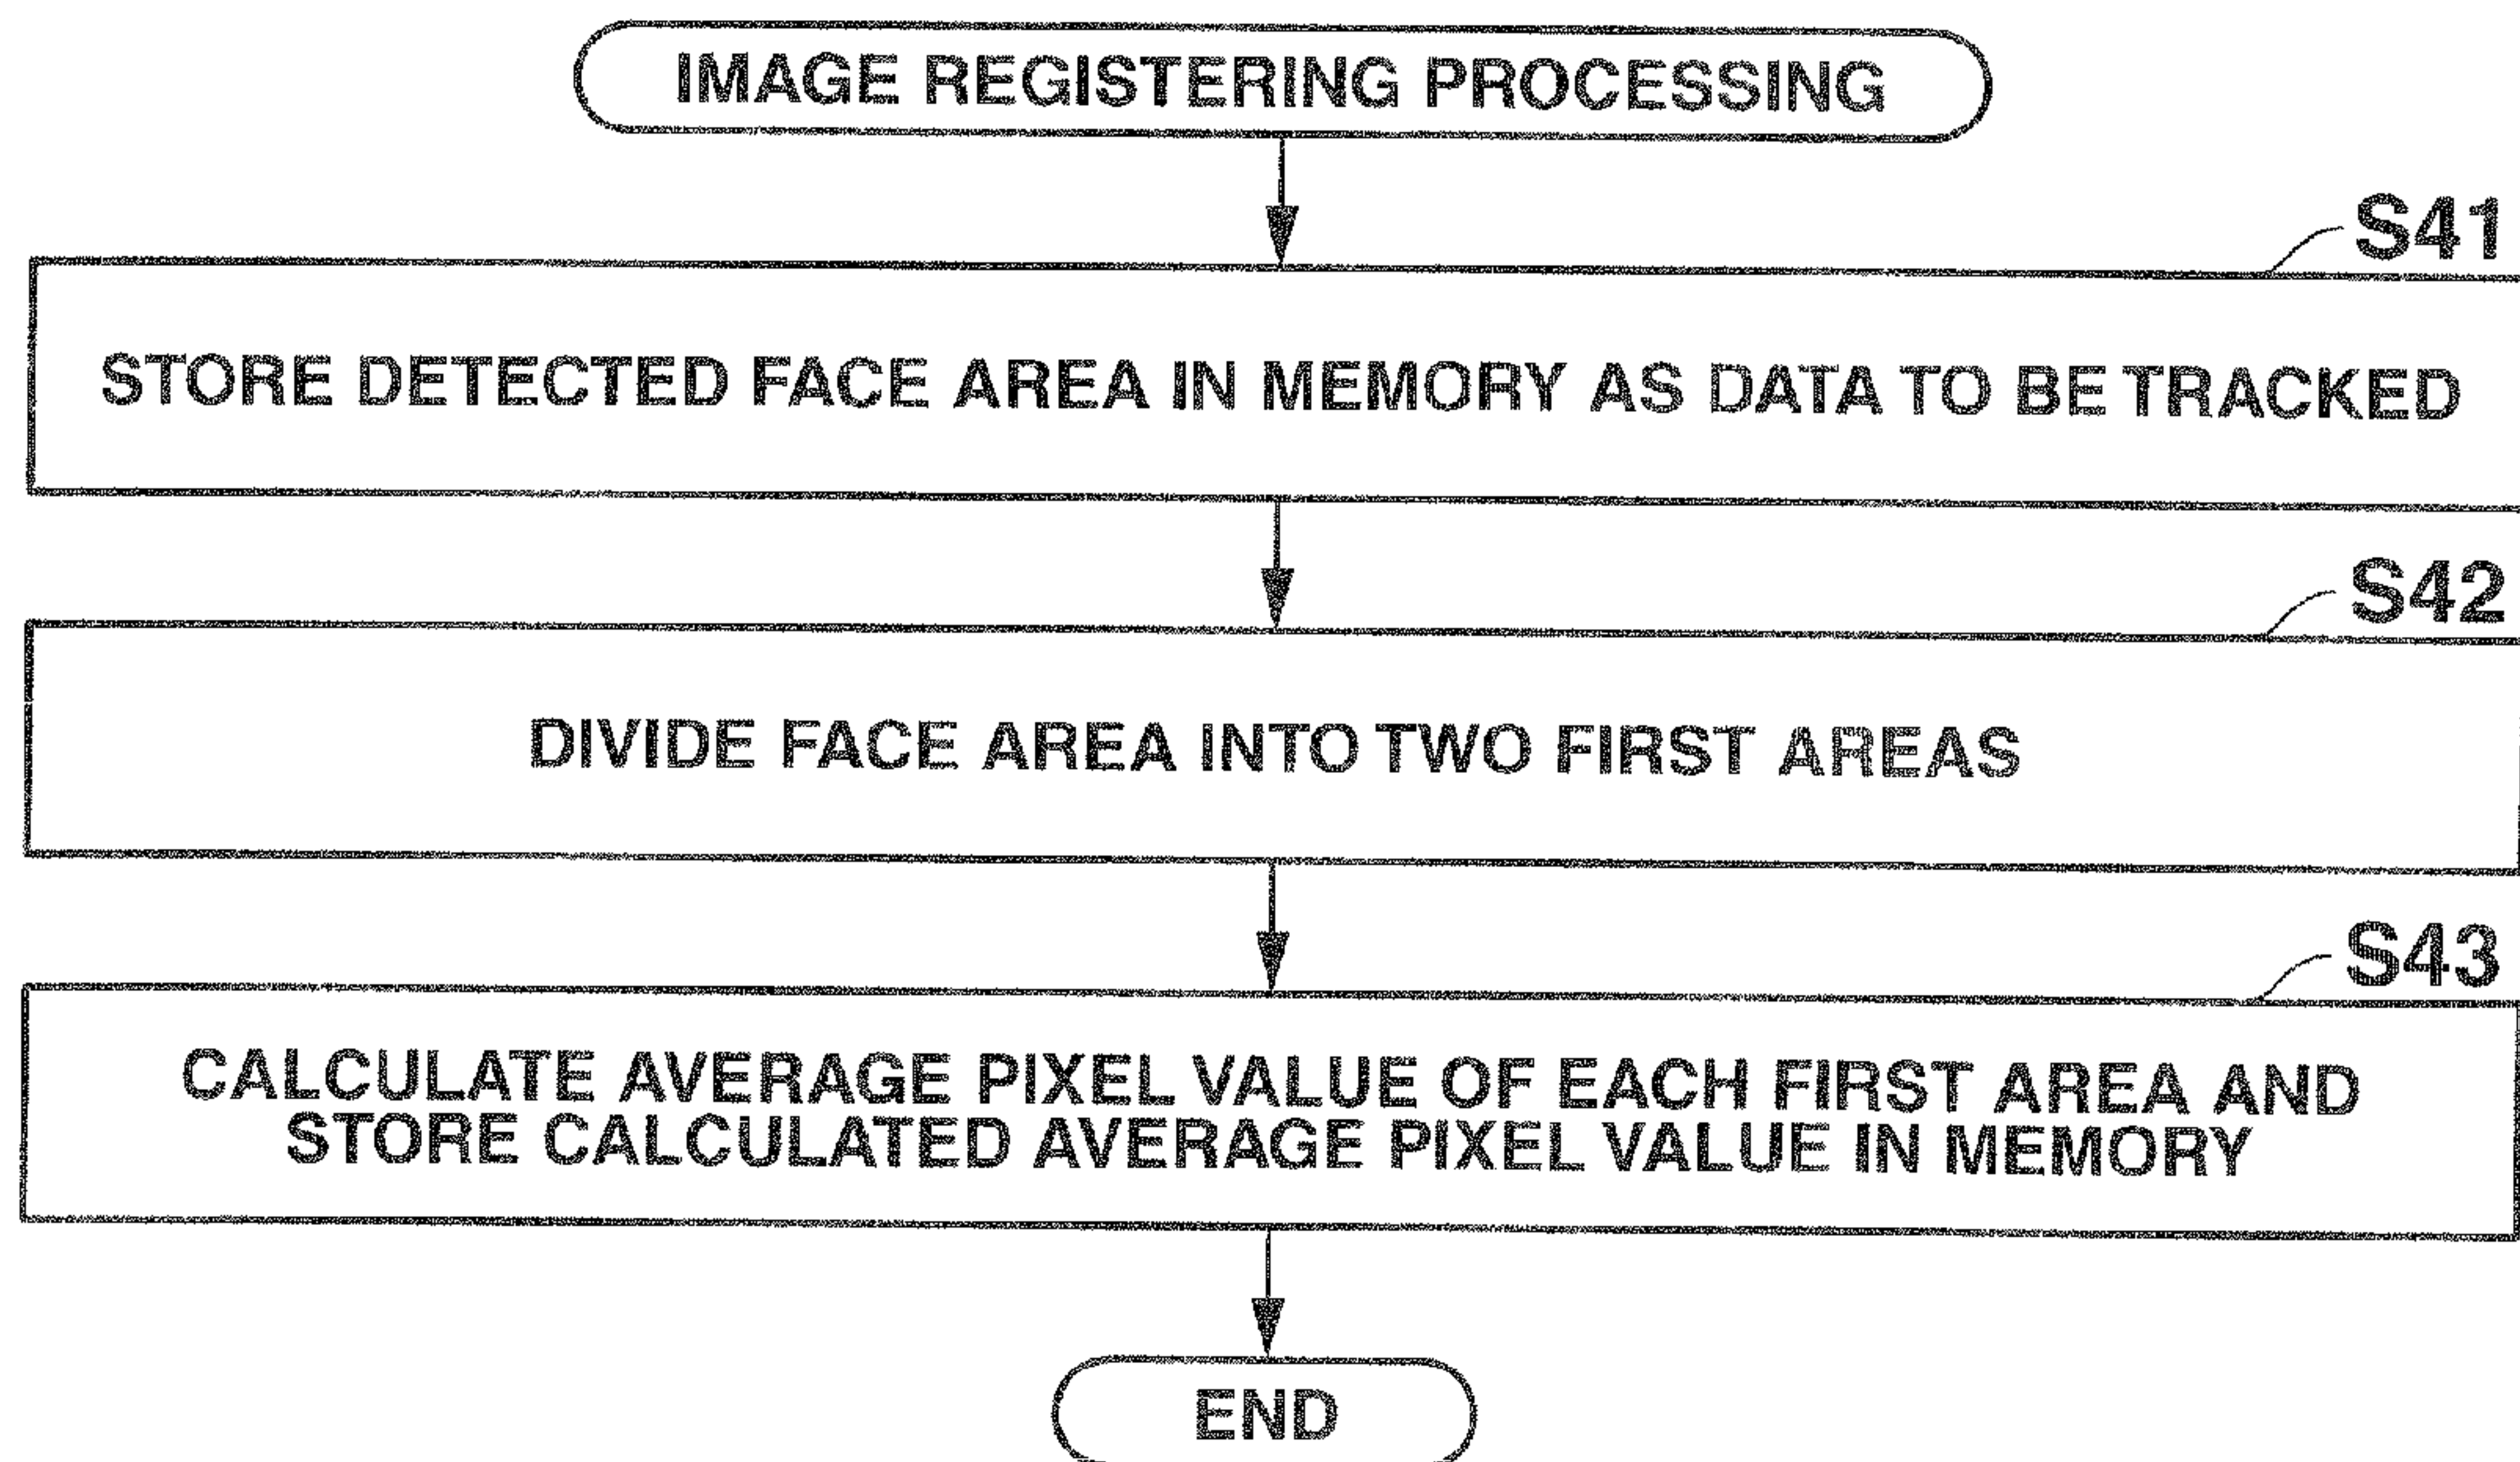 IMAGE REGISTERING PROCESSING
S41
STORE DETECTED FACE AREA IN MEMORY AS DATA TO BE TRACKED
S42
DIVIDE FACE AREA INTO TWO FIRST AREAS
S43
CALCULATE AVERAGE PIXEL VALUE OF EACH FIRST AREA AND
STORE CALCULATED AVERAGE PIXEL VALUE IN MEMORY
END